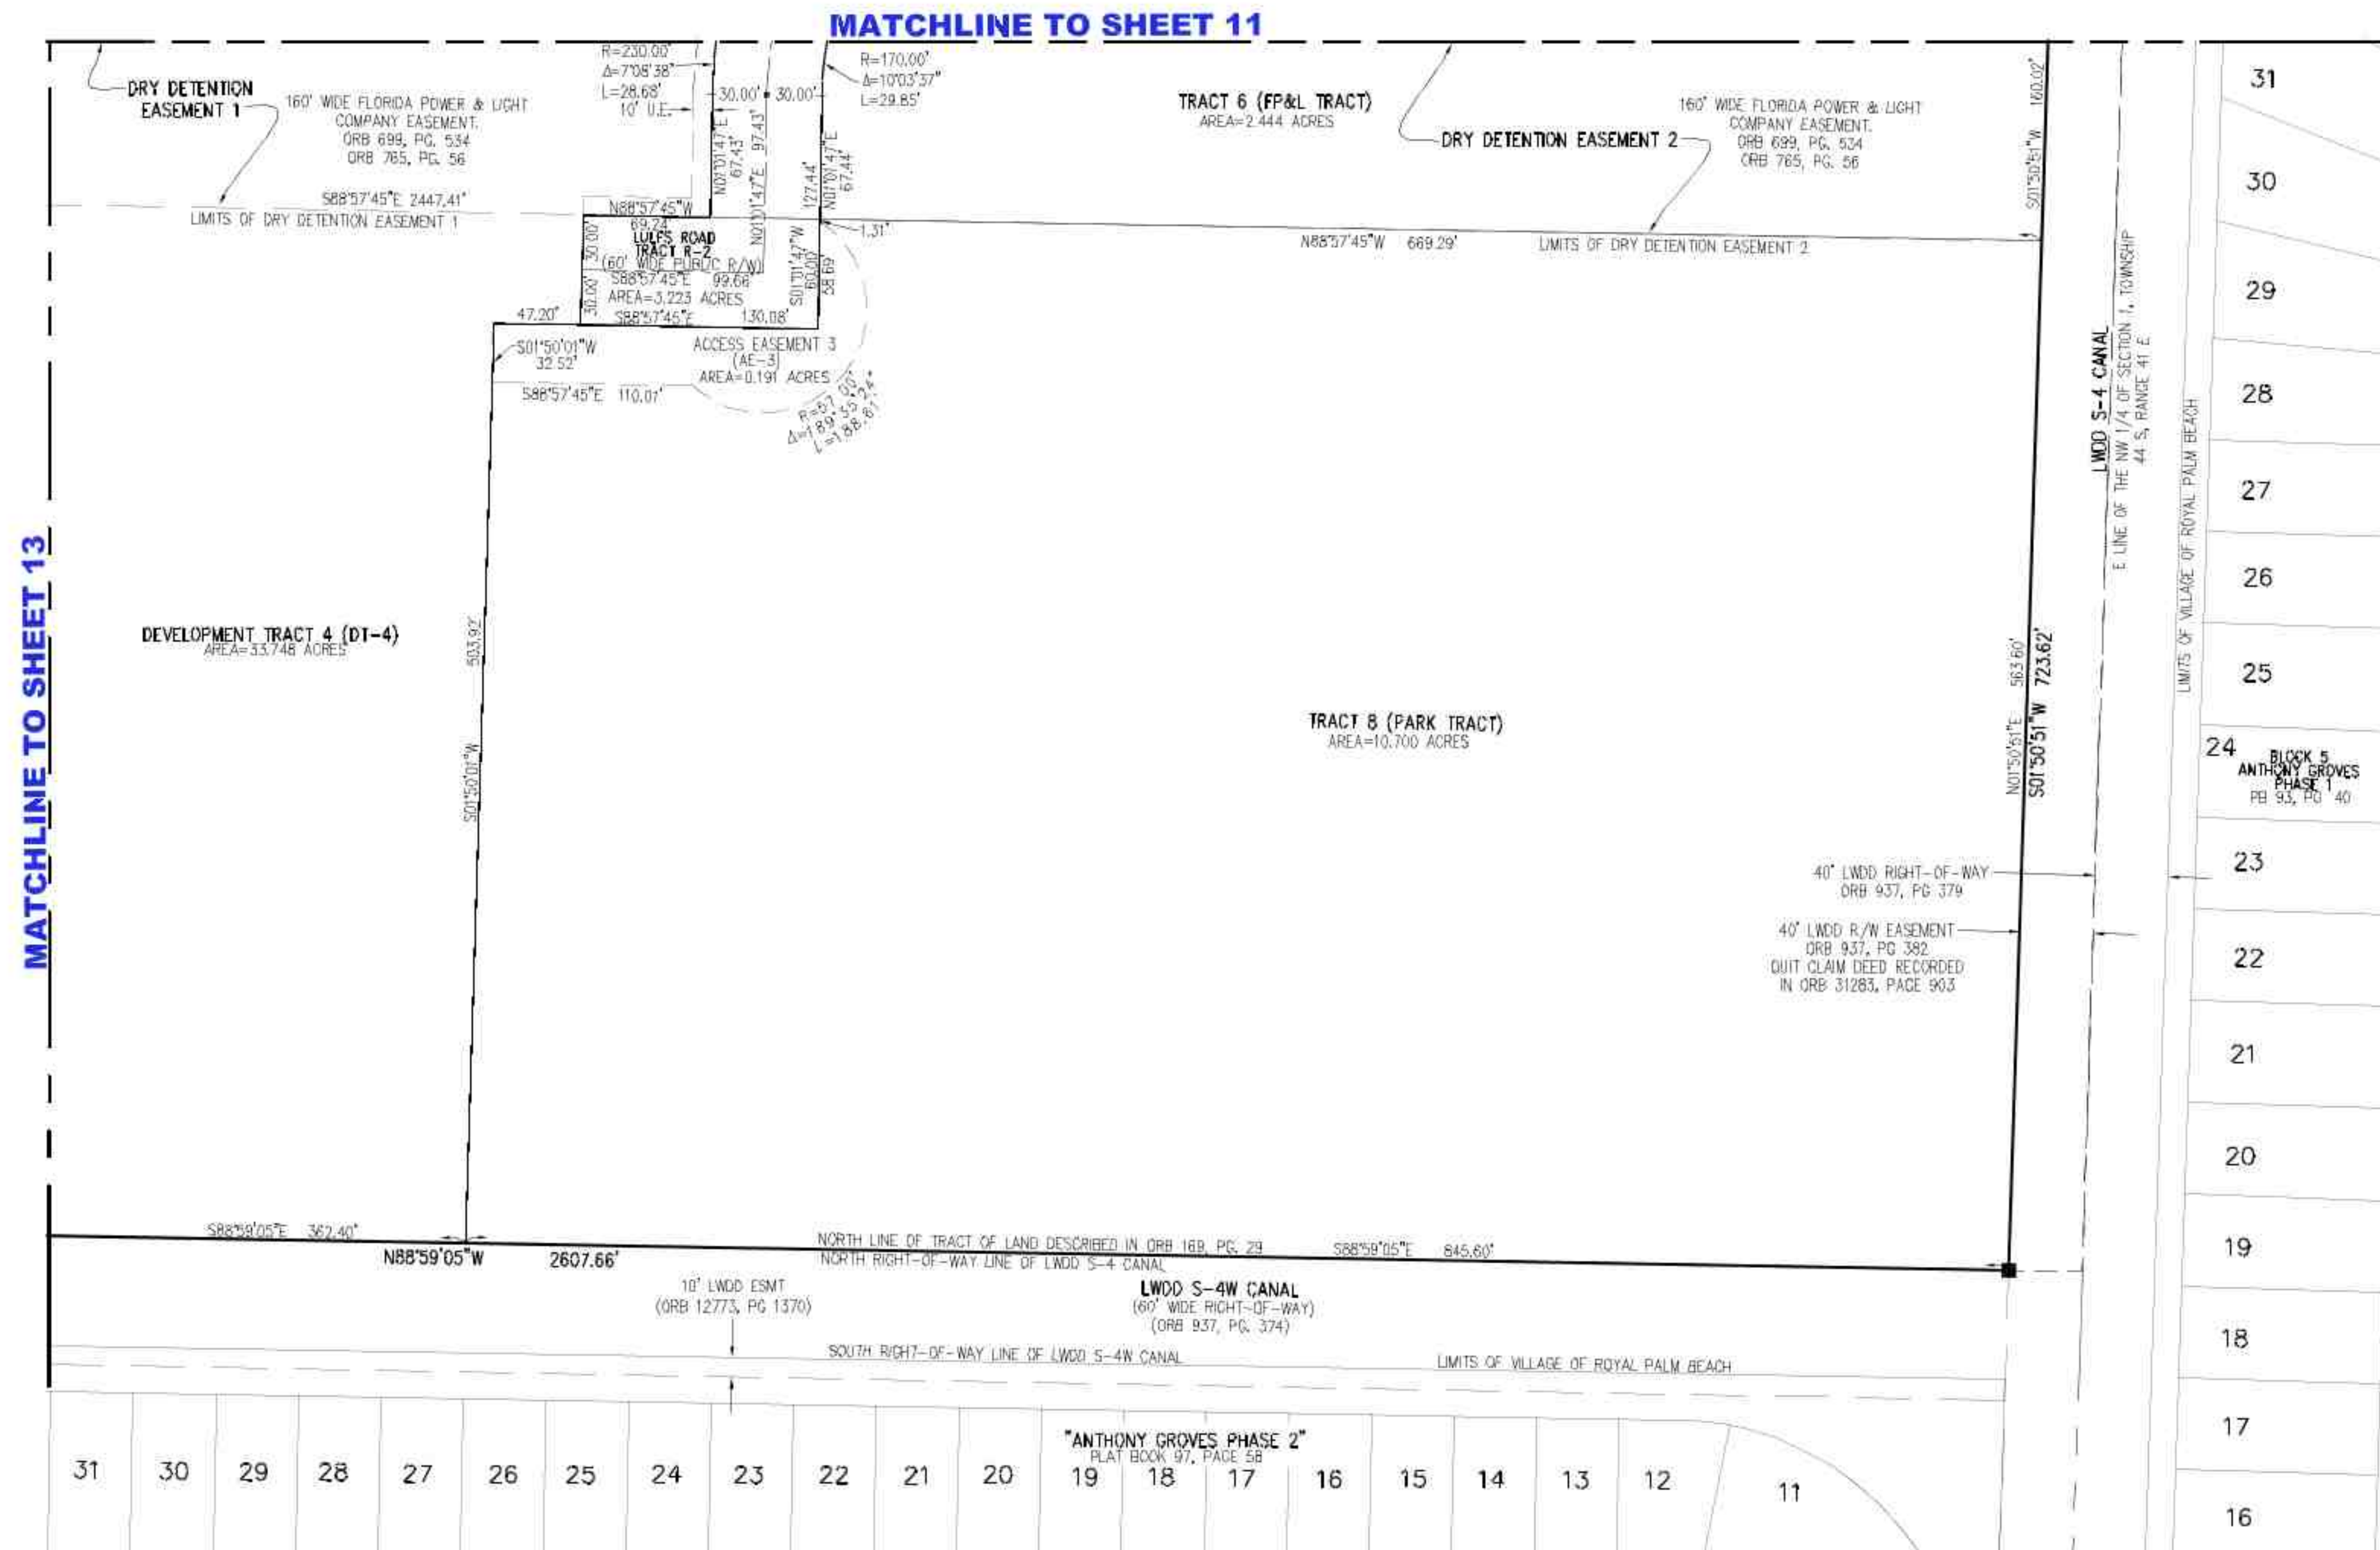 MATCHLINE TO SHEET 11
DRY DETENTION
EASEMENT 1
160' WIDE FLORIDA POWER & LIGHT
COMPANY EASEMENT.
ORB 699, PG. 534
ORB 765, PG. 56
R=230.00'
Δ=7°08'38"
L=28.68'
10' U.E.
30.00'
30.00'
R=170.00'
Δ=10°03'37"
L=29.85'
TRACT 6 (FP&L TRACT)
AREA=2.444 ACRES
DRY DETENTION EASEMENT 2
160' WIDE FLORIDA POWER & LIGHT
COMPANY EASEMENT.
ORB 699, PG. 534
ORB 765, PG. 56
S01°50'51"W 160.02'
N01°01'47"E
67.43'
N01°01'47"E 97.43'
127.44'
N01°01'47"E
67.44'
S88°57'45"E 2447.41'
LIMITS OF DRY DETENTION EASEMENT 1
N88°57'45"W
69.24'
LULFS ROAD
TRACT R-2
(60' WIDE PUBLIC R/W)
S88°57'45"E 99.66'
AREA=3.223 ACRES
S88°57'45"E 130.08'
30.00'
30.00'
S01°01'47"W
60.00'
58.69'
1.31'
N88°57'45"W 669.29'
LIMITS OF DRY DETENTION EASEMENT 2
47.20'
S01°50'01"W
32.52'
ACCESS EASEMENT 3
(AE-3)
AREA=0.191 ACRES
S88°57'45"E 110.07'
R=57.00'
Δ=189°35'24"
L=188.61'
MATCHLINE TO SHEET 13
DEVELOPMENT TRACT 4 (DT-4)
AREA=33.748 ACRES
S01°50'01"W 503.92'
TRACT 8 (PARK TRACT)
AREA=10.700 ACRES
N01°50'51"E 563.60'
S01°50'51"W 723.62'
LWDD S-4 CANAL
E LINE OF THE NW 1/4 OF SECTION 1, TOWNSHIP
44 S, RANGE 41 E
LIMITS OF VILLAGE OF ROYAL PALM BEACH
40' LWDD RIGHT-OF-WAY
ORB 937, PG 379
40' LWDD R/W EASEMENT
ORB 937, PG 382
QUIT CLAIM DEED RECORDED
IN ORB 31283, PAGE 903
31
30
29
28
27
26
25
24
BLOCK 5
ANTHONY GROVES
PHASE 1
PB 93, PG 40
23
22
21
20
19
18
17
16
S88°59'05"E 362.40'
N88°59'05"W 2607.66'
NORTH LINE OF TRACT OF LAND DESCRIBED IN ORB 169, PG. 29
S88°59'05"E 845.60'
NORTH RIGHT-OF-WAY LINE OF LWDD S-4 CANAL
10' LWDD ESMT
(ORB 12773, PG 1370)
LWDD S-4W CANAL
(60' WIDE RIGHT-OF-WAY)
(ORB 937, PG. 374)
SOUTH RIGHT-OF-WAY LINE OF LWDD S-4W CANAL
LIMITS OF VILLAGE OF ROYAL PALM BEACH
"ANTHONY GROVES PHASE 2"
PLAT BOOK 97, PAGE 58
31 30 29 28 27 26 25 24 23 22 21 20 19 18 17 16 15 14 13 12 11